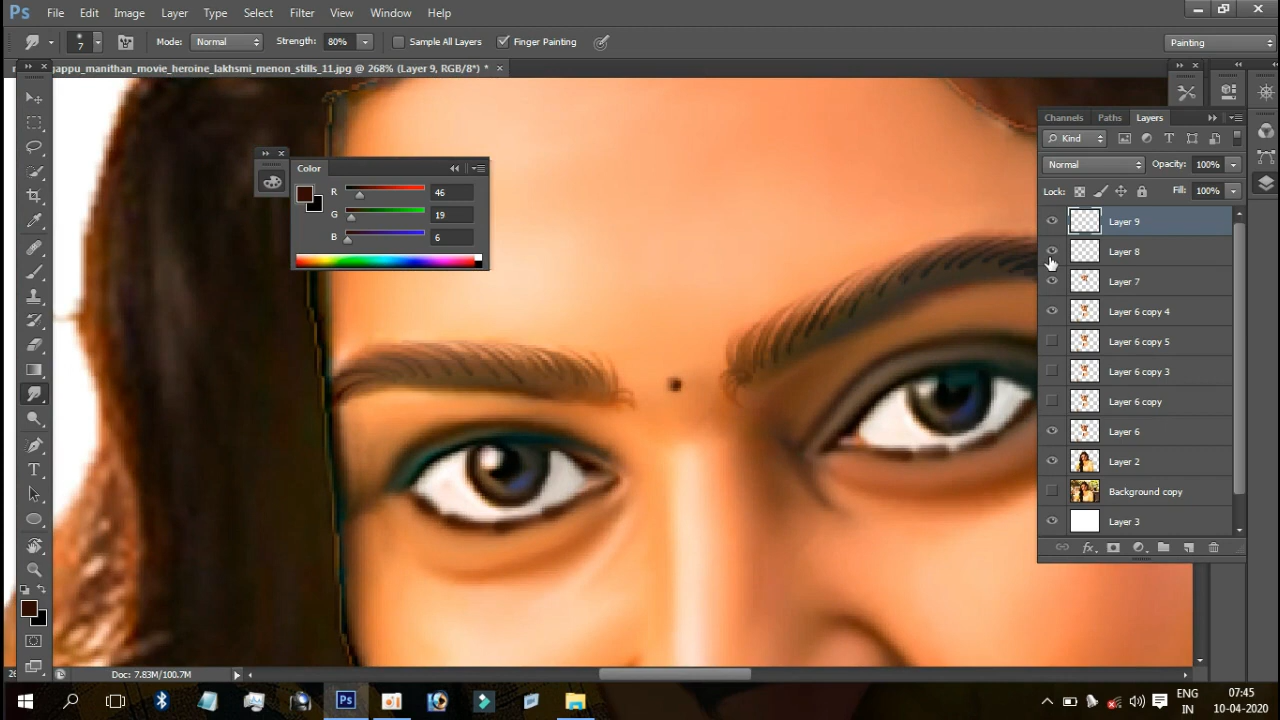 Ps File Edit Image Layer Type Select Filter View Window Help
7 Mode: Normal Strength: 80% Sample All Layers Finger Painting Painting
gappu_manithan_movie_heroine_lakhsmi_menon_stills_11.jpg @ 268% (Layer 9, RGB/8*) *
Channels Paths Layers
Kind
Normal Opacity: 100%
Lock: Fill: 100%
Color
R 46
G 19
B 6
Layer 9
Layer 8
Layer 7
Layer 6 copy 4
Layer 6 copy 5
Layer 6 copy 3
Layer 6 copy
Layer 6
Layer 2
Background copy
Layer 3
fx
Doc: 7.83M/100.7M
Ps
ENG
IN
07:45
10-04-2020